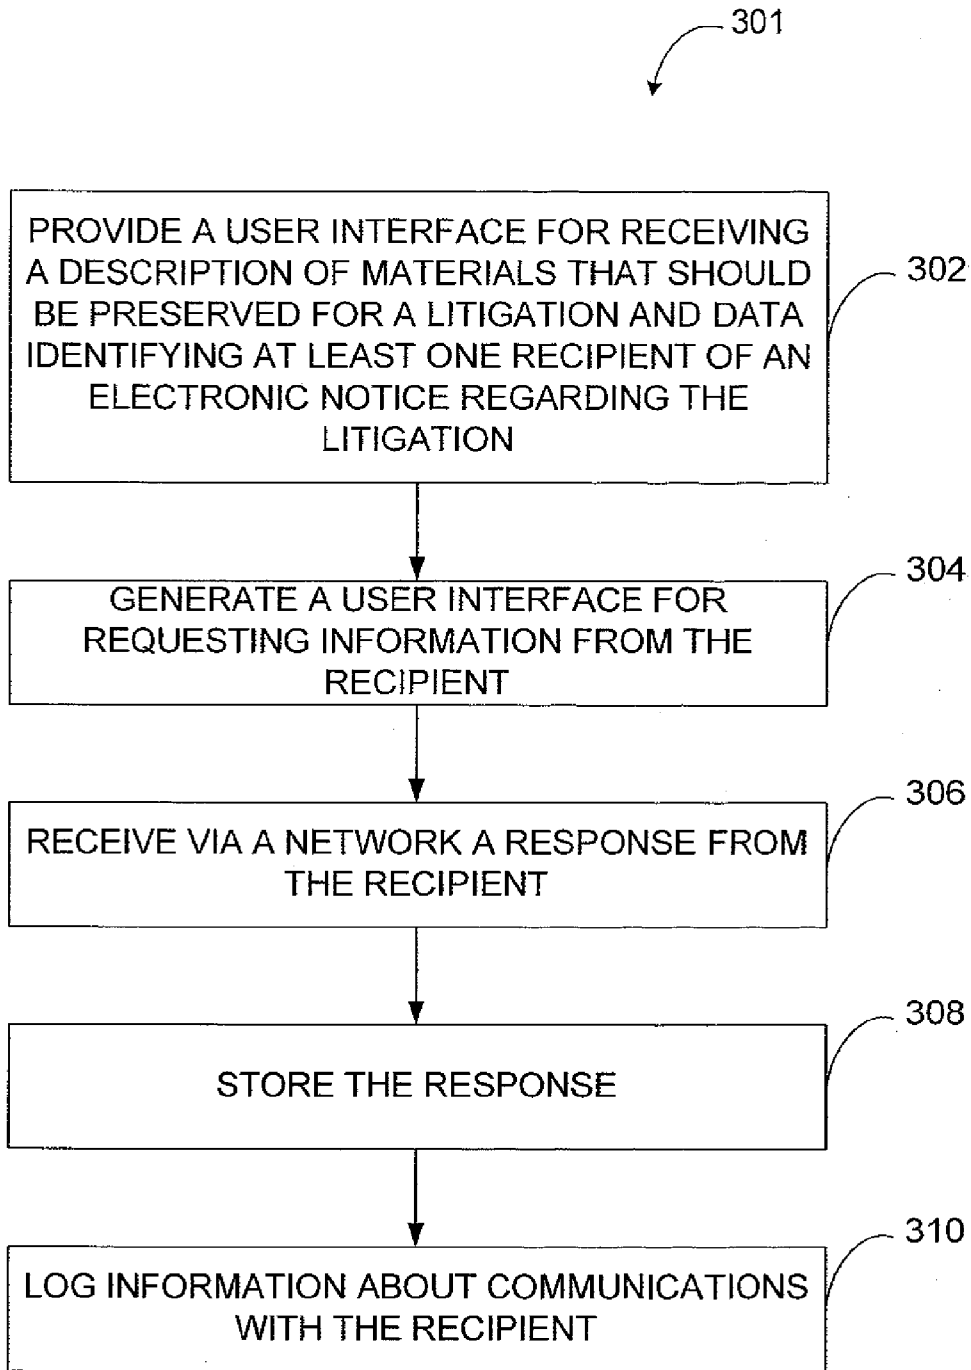 301
PROVIDE A USER INTERFACE FOR RECEIVING
A DESCRIPTION OF MATERIALS THAT SHOULD
BE PRESERVED FOR A LITIGATION AND DATA
IDENTIFYING AT LEAST ONE RECIPIENT OF AN
ELECTRONIC NOTICE REGARDING THE
LITIGATION
302
GENERATE A USER INTERFACE FOR
REQUESTING INFORMATION FROM THE
RECIPIENT
304
RECEIVE VIA A NETWORK A RESPONSE FROM
THE RECIPIENT
306
STORE THE RESPONSE
308
LOG INFORMATION ABOUT COMMUNICATIONS
WITH THE RECIPIENT
310